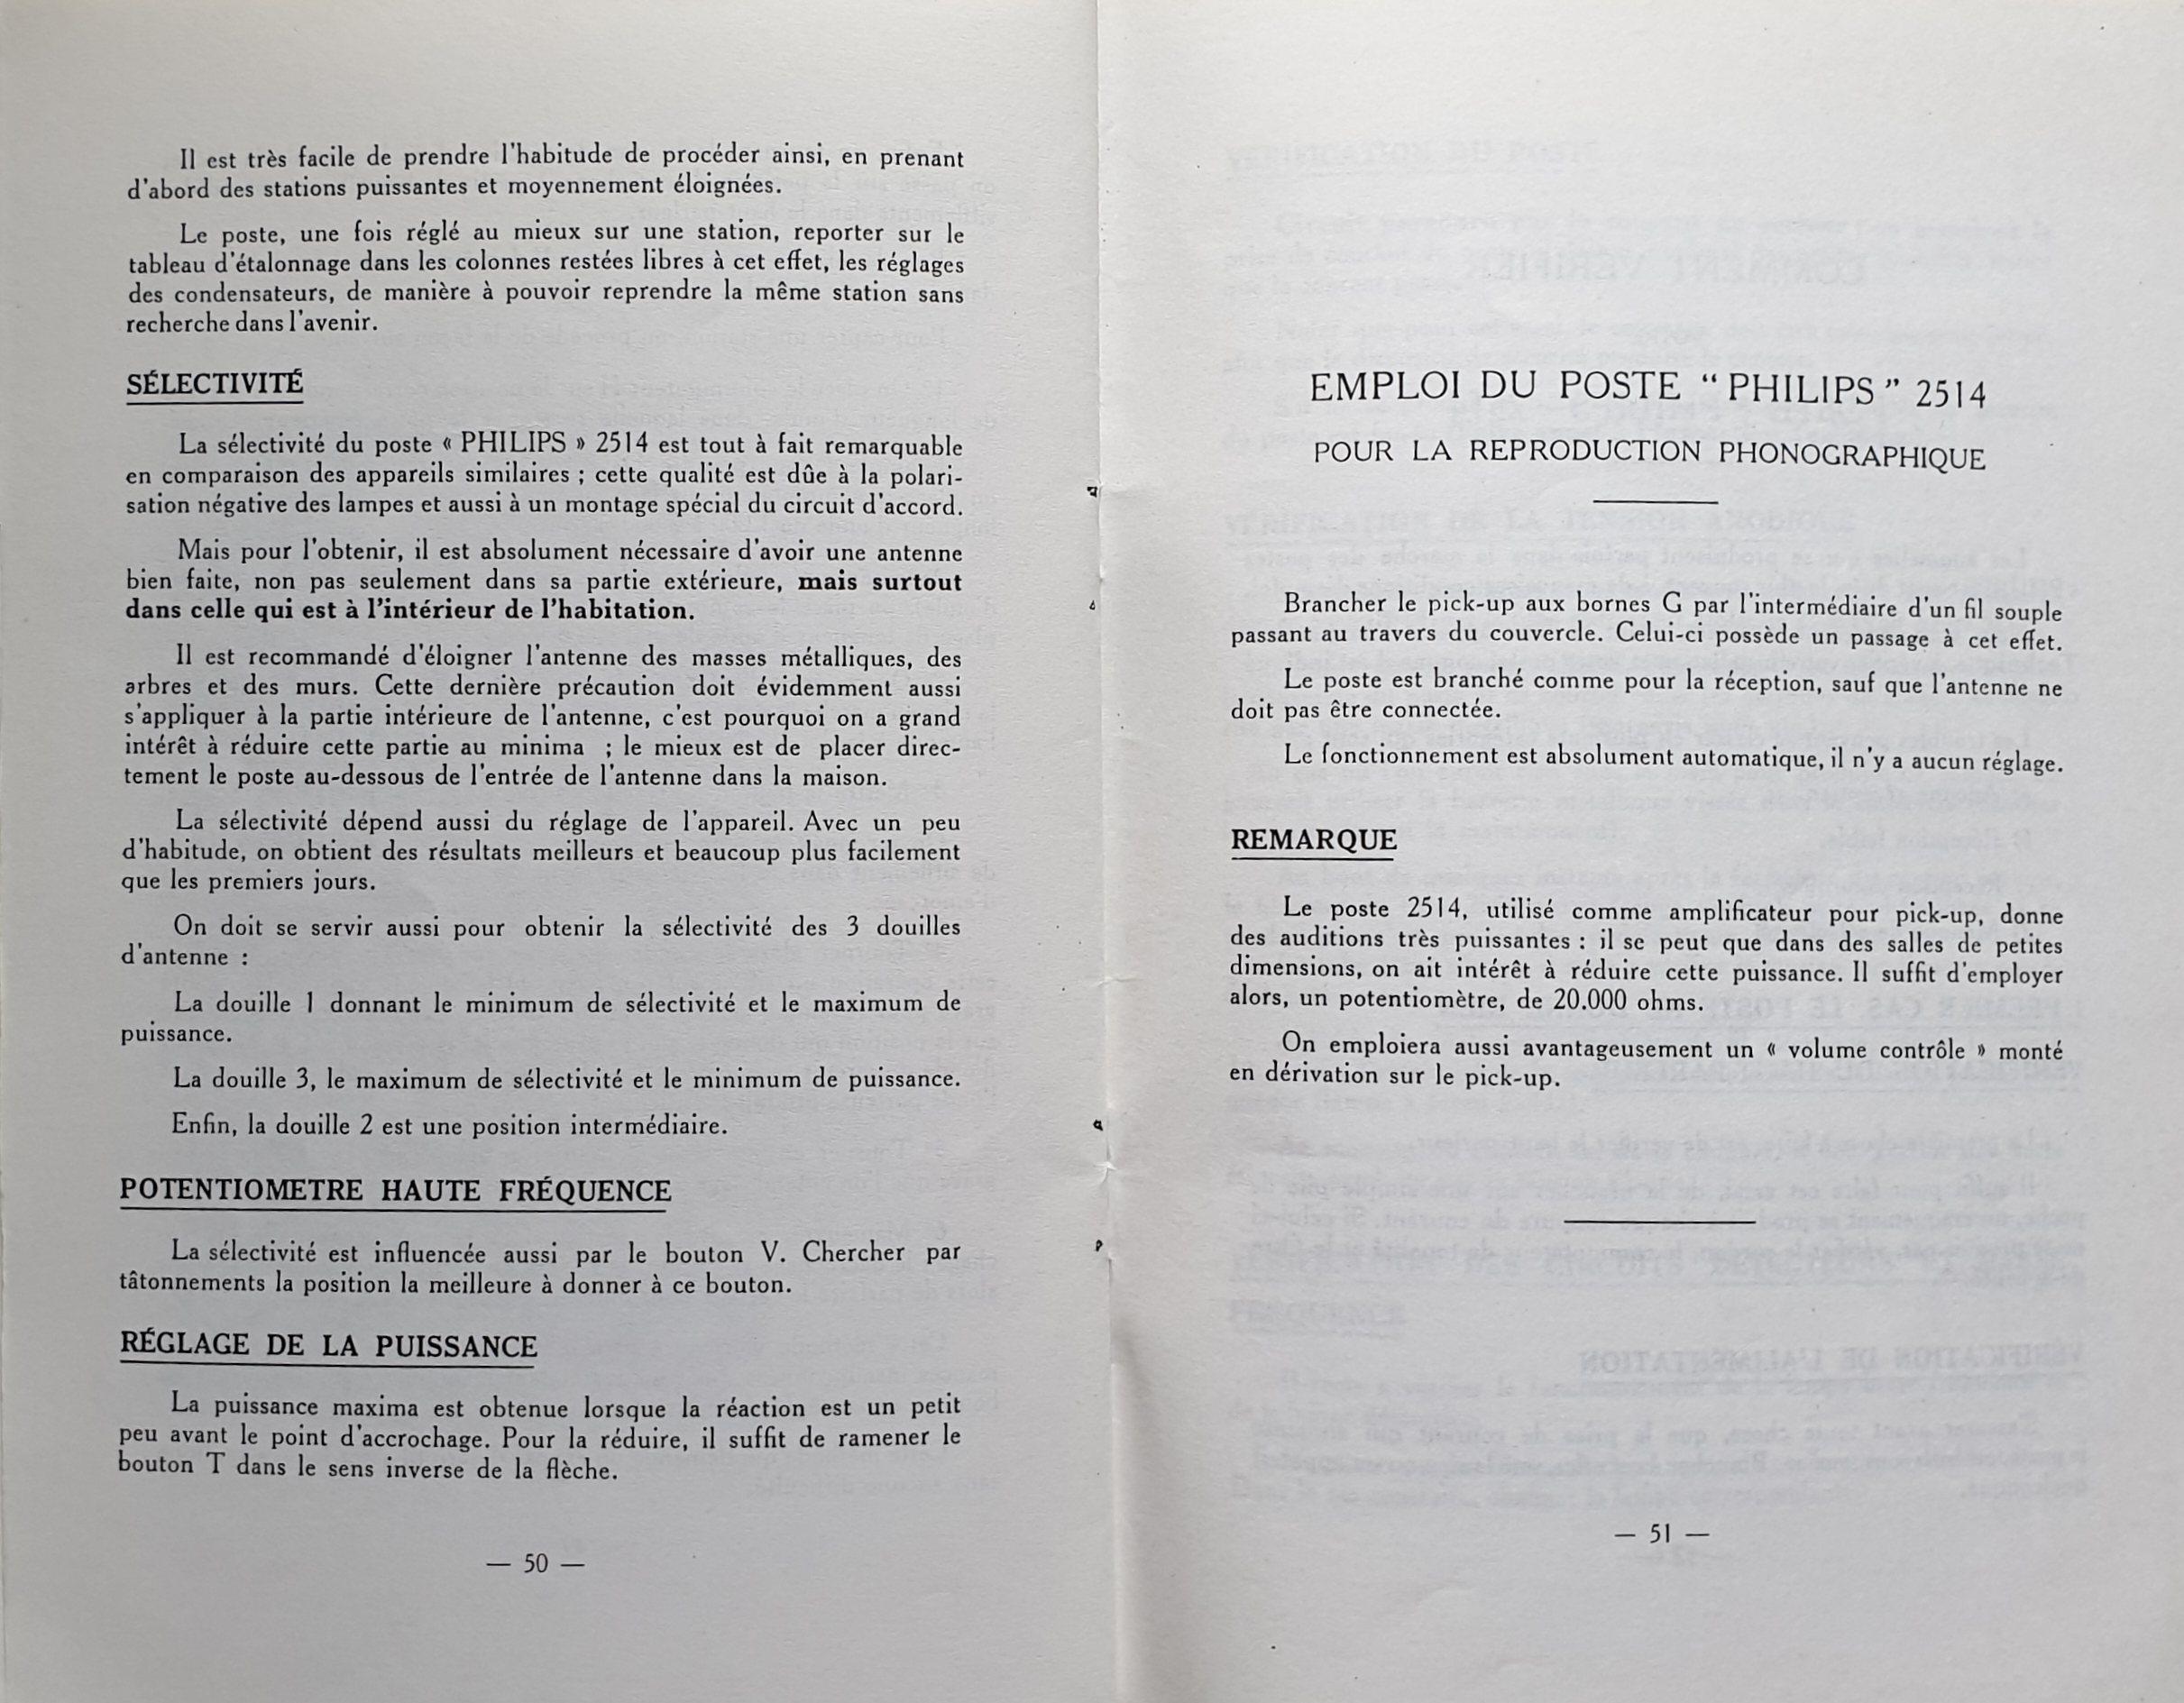 Il est très facile de prendre l'habitude de procéder ainsi, en prenant
d'abord des stations puissantes et moyennement éloignées.
Le poste, une fois réglé au mieux sur une station, reporter sur le
tableau d'étalonnage dans les colonnes restées libres à cet effet, les réglages
des condensateurs, de manière à pouvoir reprendre la même station sans
recherche dans l'avenir.
SÉLECTIVITÉ
La sélectivité du poste « PHILIPS » 2514 est tout à fait remarquable
en comparaison des appareils similaires ; cette qualité est dûe à la polari-
sation négative des lampes et aussi à un montage spécial du circuit d'accord.
Mais pour l'obtenir, il est absolument nécessaire d'avoir une antenne
bien faite, non pas seulement dans sa partie extérieure, mais surtout
dans celle qui est à l'intérieur de l'habitation.
Il est recommandé d'éloigner l'antenne des masses métalliques, des
arbres et des murs. Cette dernière précaution doit évidemment aussi
s'appliquer à la partie intérieure de l'antenne, c'est pourquoi on a grand
intérêt à réduire cette partie au minima ; le mieux est de placer direc-
tement le poste au-dessous de l'entrée de l'antenne dans la maison.
La sélectivité dépend aussi du réglage de l'appareil. Avec un peu
d'habitude, on obtient des résultats meilleurs et beaucoup plus facilement
que les premiers jours.
On doit se servir aussi pour obtenir la sélectivité des 3 douilles
d'antenne :
La douille 1 donnant le minimum de sélectivité et le maximum de
puissance.
La douille 3, le maximum de sélectivité et le minimum de puissance.
Enfin, la douille 2 est une position intermédiaire.
POTENTIOMETRE HAUTE FRÉQUENCE
La sélectivité est influencée aussi par le bouton V. Chercher par
tâtonnements la position la meilleure à donner à ce bouton.
RÉGLAGE DE LA PUISSANCE
La puissance maxima est obtenue lorsque la réaction est un petit
peu avant le point d'accrochage. Pour la réduire, il suffit de ramener le
bouton T dans le sens inverse de la flèche.
— 50 —
EMPLOI DU POSTE “ PHILIPS ” 2514
POUR LA REPRODUCTION PHONOGRAPHIQUE
Brancher le pick-up aux bornes G par l'intermédiaire d'un fil souple
passant au travers du couvercle. Celui-ci possède un passage à cet effet.
Le poste est branché comme pour la réception, sauf que l'antenne ne
doit pas être connectée.
Le fonctionnement est absolument automatique, il n'y a aucun réglage.
REMARQUE
Le poste 2514, utilisé comme amplificateur pour pick-up, donne
des auditions très puissantes : il se peut que dans des salles de petites
dimensions, on ait intérêt à réduire cette puissance. Il suffit d'employer
alors, un potentiomètre, de 20.000 ohms.
On emploiera aussi avantageusement un « volume contrôle » monté
en dérivation sur le pick-up.
— 51 —